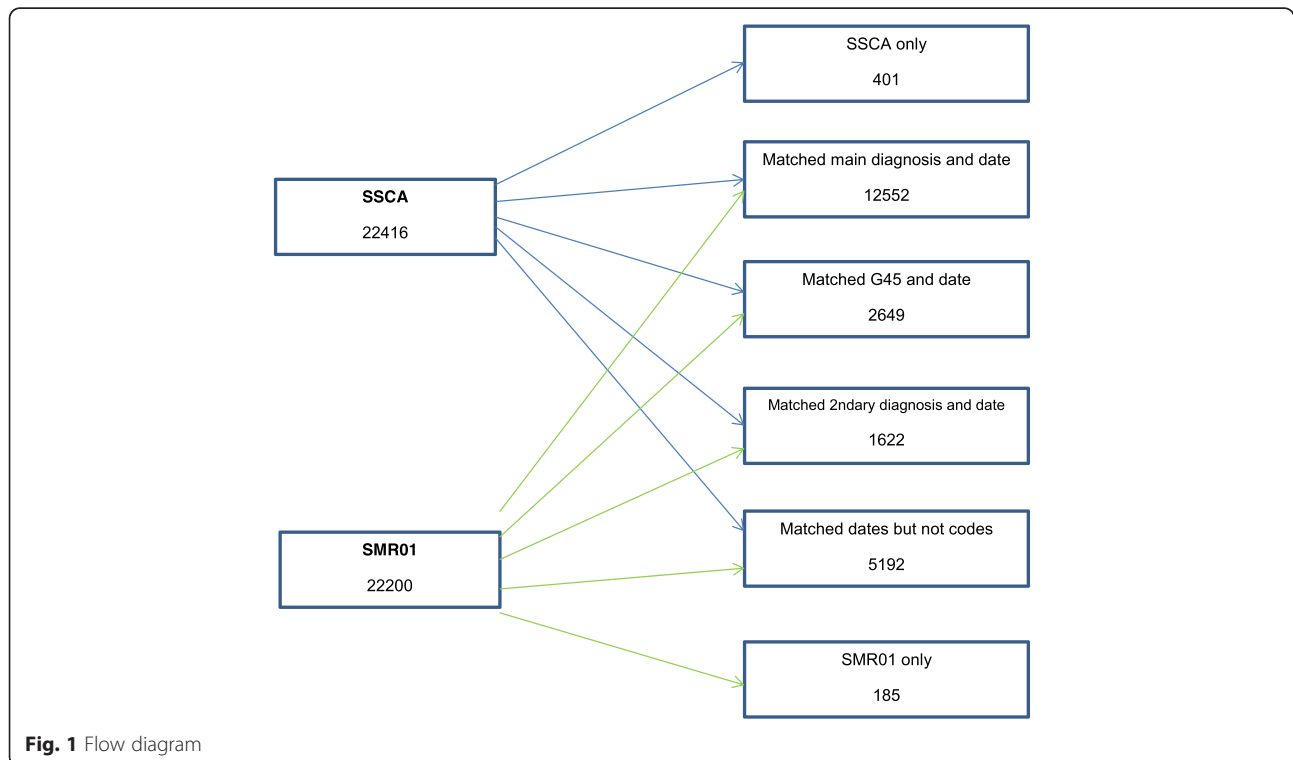 SSCA
22416
SMR01
22200
SSCA only
401
Matched main diagnosis and date
12552
Matched G45 and date
2649
Matched 2ndary diagnosis and date
1622
Matched dates but not codes
5192
SMR01 only
185
Fig. 1 Flow diagram